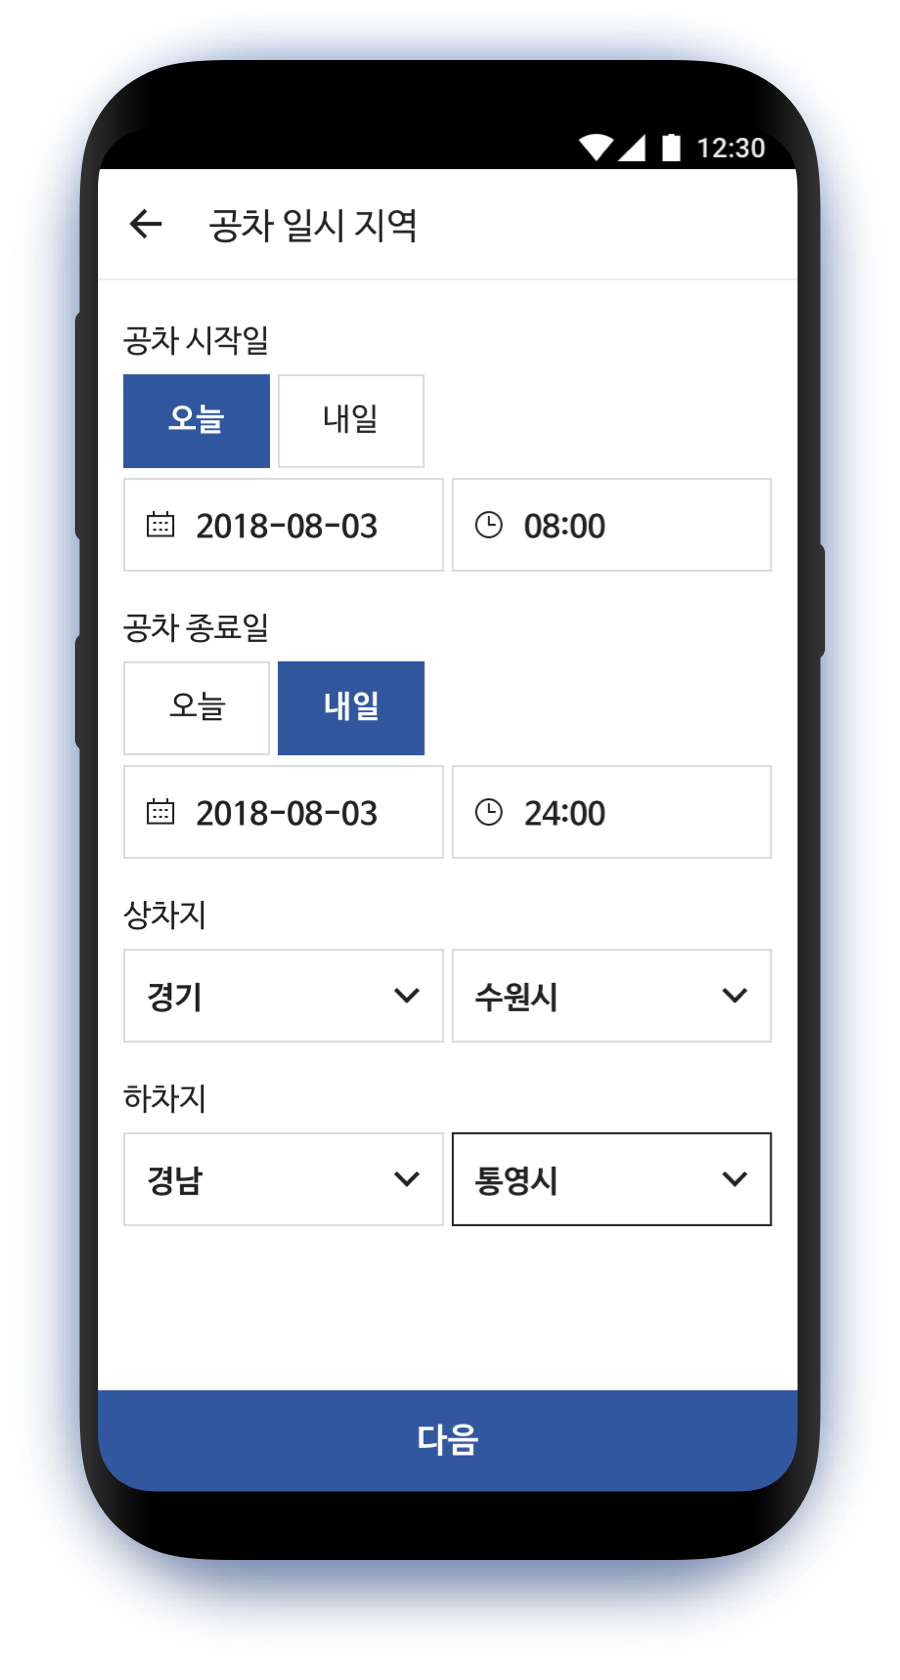 12:30
공차 일시 지역
공차 시작일
오늘 내일
2018-08-03 08:00
공차 종료일
오늘 내일
2018-08-03 24:00
상차지
경기 수원시
하차지
경남 통영시
다음